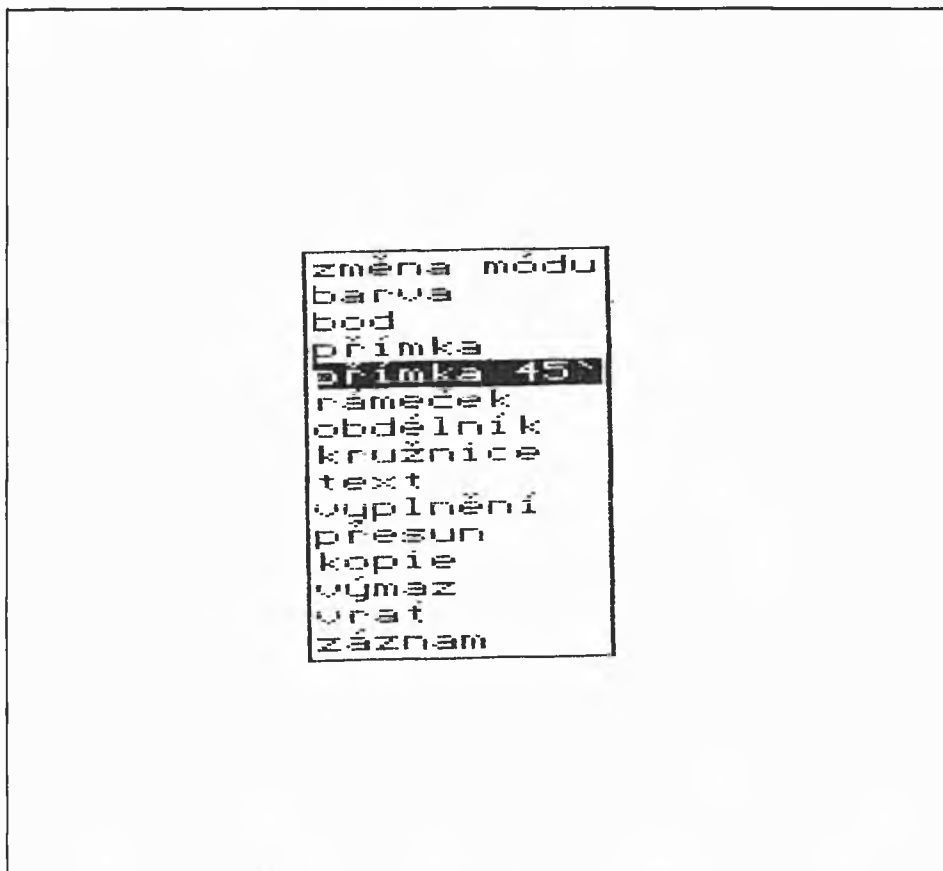 změna módu
barva
bod
přímka
přímka 45`
rámeček
obdélník
kružnice
text
vyplnění
přesun
kopie
výmaz
vrať
záznam